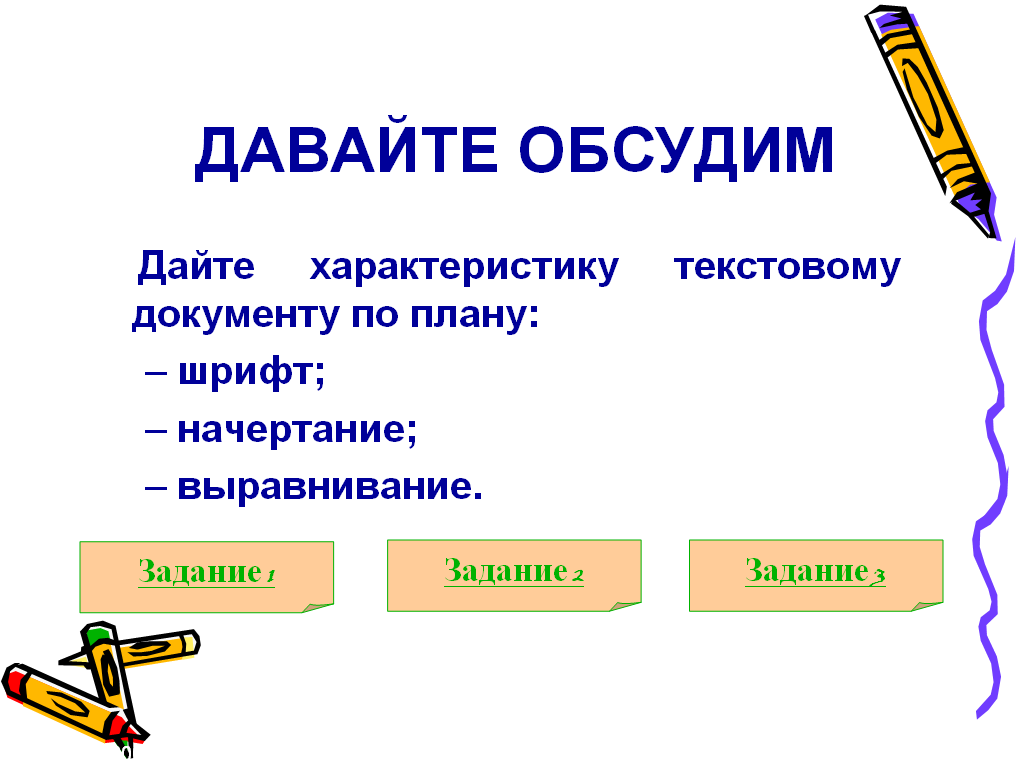 ДАВАЙТЕ ОБСУДИМ
Дайте характеристику текстовому
документу по плану:
– шрифт;
– начертание;
– выравнивание.
Задание 1 Задание 2 Задание 3